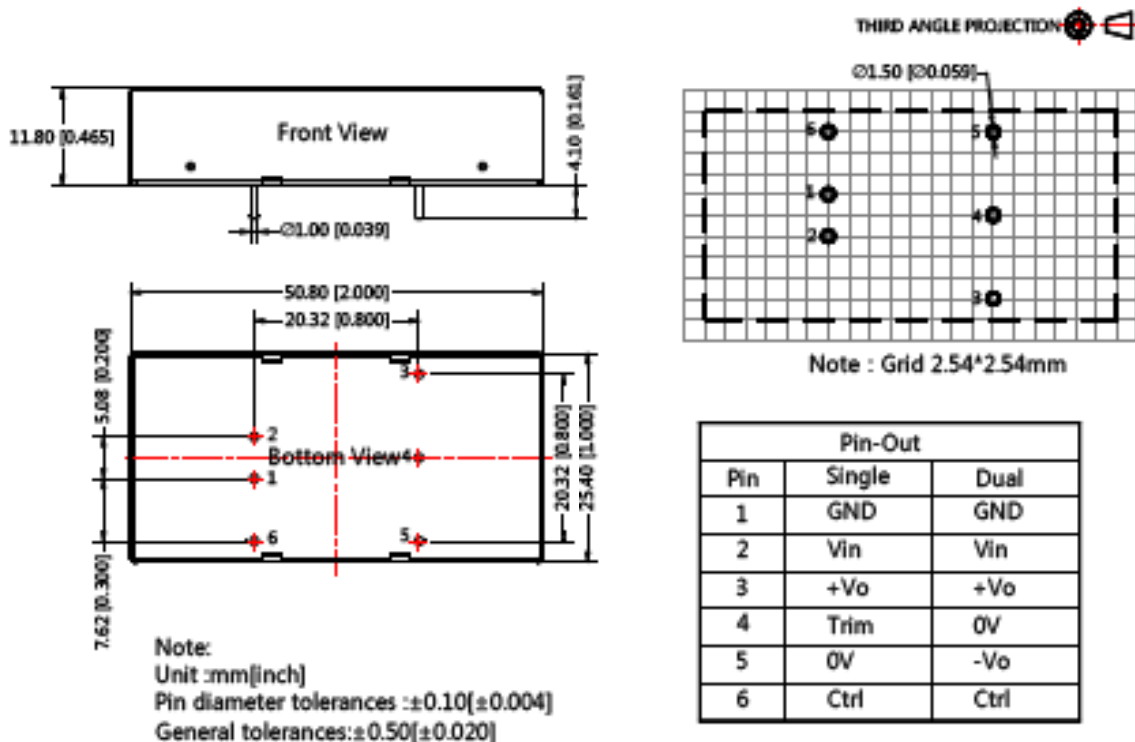 THIRD ANGLE PROJECTION
Ø1.50 [Ø0.059]
11.80 [0.465]
Front View
4.10 [0.161]
Ø1.00 [0.039]
6
5
1
4
2
3
Note : Grid 2.54*2.54mm
50.80 [2.000]
20.32 [0.800]
5.08 [0.200]
3
2
Bottom View
4
1
20.32 [0.800]
25.40 [1.000]
6
5
7.62 [0.300]
Note:
Unit :mm[inch]
Pin diameter tolerances :±0.10[±0.004]
General tolerances:±0.50[±0.020]
Pin-Out
Pin Single Dual
1 GND GND
2 Vin Vin
3 +Vo +Vo
4 Trim 0V
5 0V -Vo
6 Ctrl Ctrl